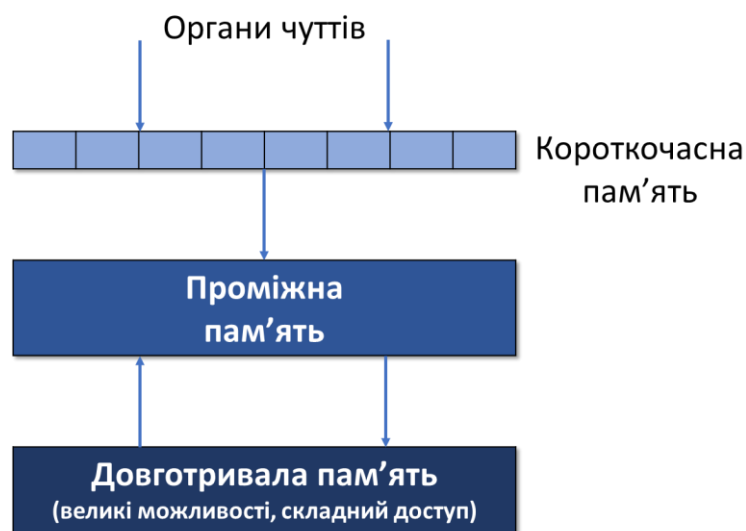 Органи чуттів
Короткочасна
пам’ять
Проміжна
пам’ять
Довготривала пам’ять
(великі можливості, складний доступ)